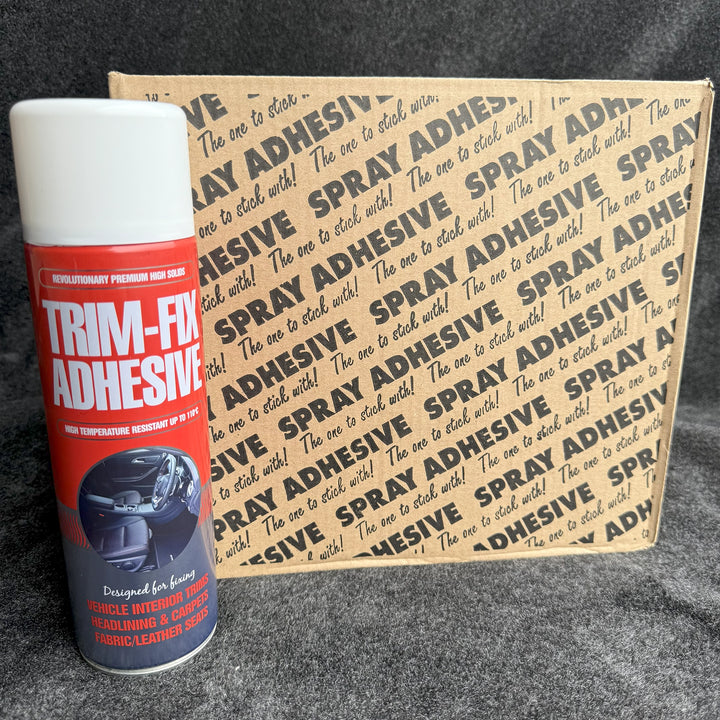 REVOLUTIONARY PREMIUM HIGH SOLIDS
TRIM-FIX
ADHESIVE
HIGH TEMPERATURE RESISTANT UP TO 110°C
Designed for fixing
VEHICLE INTERIOR TRIMS
HEADLINING & CARPETS
FABRIC/LEATHER SEATS
SPRAY ADHESIVE
The one to stick with!